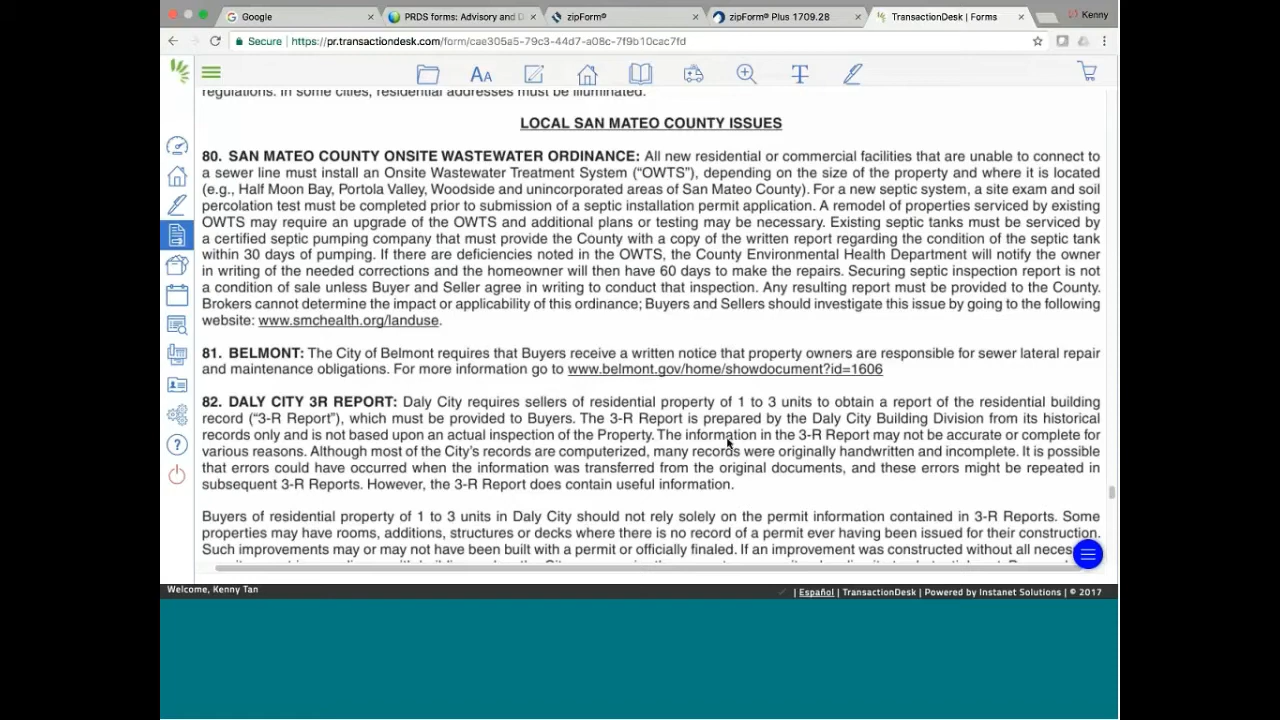 Google
PRDS forms: Advisory and D
zipForm®
zipForm® Plus 1709.28
TransactionDesk | Forms
Kenny
Secure | https://pr.transactiondesk.com/form/cae305a5-79c3-44d7-a08c-7f9b10cac7fd
regulations. In some cities, residential addresses must be illuminated.
LOCAL SAN MATEO COUNTY ISSUES
80. SAN MATEO COUNTY ONSITE WASTEWATER ORDINANCE: All new residential or commercial facilities that are unable to connect to
a sewer line must install an Onsite Wastewater Treatment System (“OWTS”), depending on the size of the property and where it is located
(e.g., Half Moon Bay, Portola Valley, Woodside and unincorporated areas of San Mateo County). For a new septic system, a site exam and soil
percolation test must be completed prior to submission of a septic installation permit application. A remodel of properties serviced by existing
OWTS may require an upgrade of the OWTS and additional plans or testing may be necessary. Existing septic tanks must be serviced by
a certified septic pumping company that must provide the County with a copy of the written report regarding the condition of the septic tank
within 30 days of pumping. If there are deficiencies noted in the OWTS, the County Environmental Health Department will notify the owner
in writing of the needed corrections and the homeowner will then have 60 days to make the repairs. Securing septic inspection report is not
a condition of sale unless Buyer and Seller agree in writing to conduct that inspection. Any resulting report must be provided to the County.
Brokers cannot determine the impact or applicability of this ordinance; Buyers and Sellers should investigate this issue by going to the following
website: www.smchealth.org/landuse.
81. BELMONT: The City of Belmont requires that Buyers receive a written notice that property owners are responsible for sewer lateral repair
and maintenance obligations. For more information go to www.belmont.gov/home/showdocument?id=1606
82. DALY CITY 3R REPORT: Daly City requires sellers of residential property of 1 to 3 units to obtain a report of the residential building
record (“3-R Report”), which must be provided to Buyers. The 3-R Report is prepared by the Daly City Building Division from its historical
records only and is not based upon an actual inspection of the Property. The information in the 3-R Report may not be accurate or complete for
various reasons. Although most of the City's records are computerized, many records were originally handwritten and incomplete. It is possible
that errors could have occurred when the information was transferred from the original documents, and these errors might be repeated in
subsequent 3-R Reports. However, the 3-R Report does contain useful information.
Buyers of residential property of 1 to 3 units in Daly City should not rely solely on the permit information contained in 3-R Reports. Some
properties may have rooms, additions, structures or decks where there is no record of a permit ever having been issued for their construction.
Such improvements may or may not have been built with a permit or officially finaled. If an improvement was constructed without all neces
Welcome, Kenny Tan
| Español | TransactionDesk | Powered by Instanet Solutions | © 2017